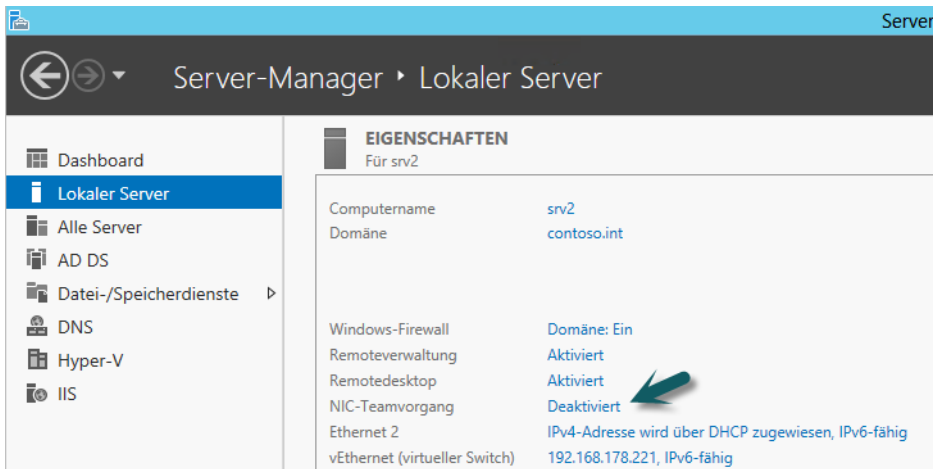 Server
Server-Manager ‣ Lokaler Server
Dashboard
Lokaler Server
Alle Server
AD DS
Datei-/Speicherdienste
DNS
Hyper-V
IIS
EIGENSCHAFTEN
Für srv2
Computername srv2
Domäne contoso.int
Windows-Firewall Domäne: Ein
Remoteverwaltung Aktiviert
Remotedesktop Aktiviert
NIC-Teamvorgang Deaktiviert
Ethernet 2 IPv4-Adresse wird über DHCP zugewiesen, IPv6-fähig
vEthernet (virtueller Switch) 192.168.178.221, IPv6-fähig